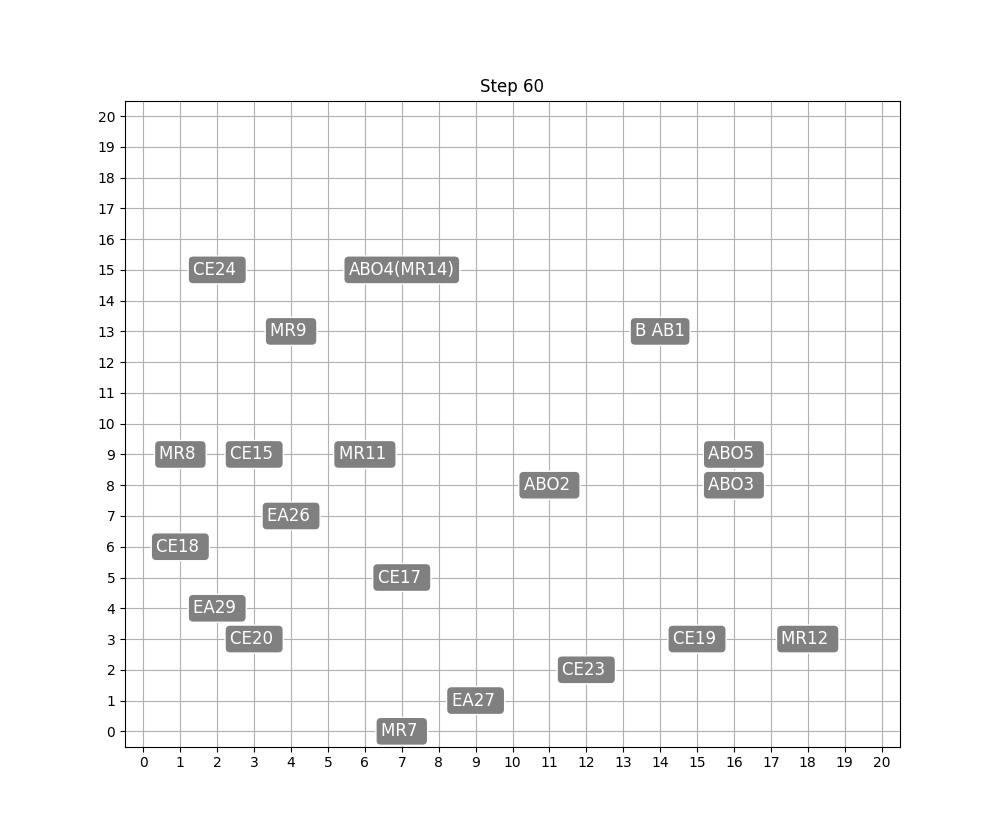 Step 60
20
19
18
17
16
15
CE24
ABO4(MR14)
14
13
MR9
B AB1
12
11
10
9
MR8
CE15
MR11
ABO5
8
ABO2
ABO3
7
EA26
6
CE18
5
CE17
4
EA29
3
CE20
CE19
MR12
2
CE23
1
EA27
0
MR7
0 1 2 3 4 5 6 7 8 9 10 11 12 13 14 15 16 17 18 19 20